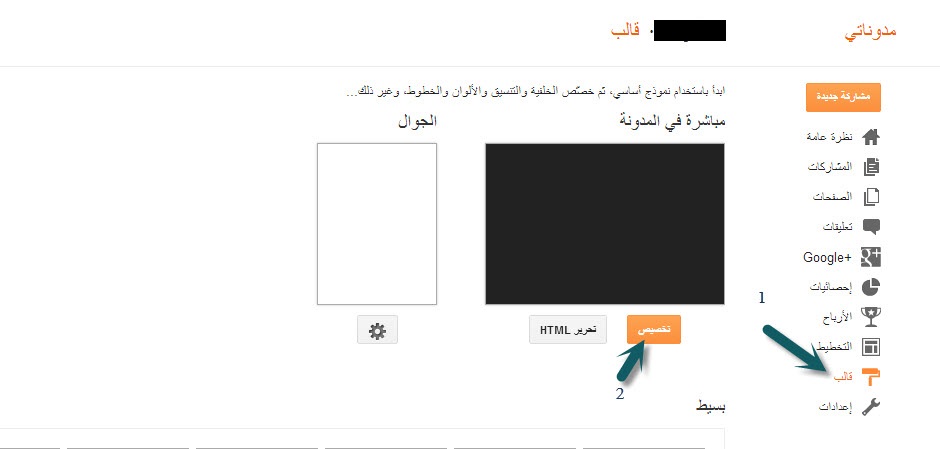 مدوناتي
· قالب
مشاركة جديدة
نظرة عامة
المشاركات
الصفحات
تعليقات
Google+
إحصائيات
الأرباح
التخطيط
قالب
إعدادات
1
ابدأ باستخدام نموذج أساسي، ثم خصّص الخلفية والتنسيق والألوان والخطوط، وغير ذلك...
مباشرة في المدونة
الجوال
تخصيص
تحرير HTML
2
بسيط